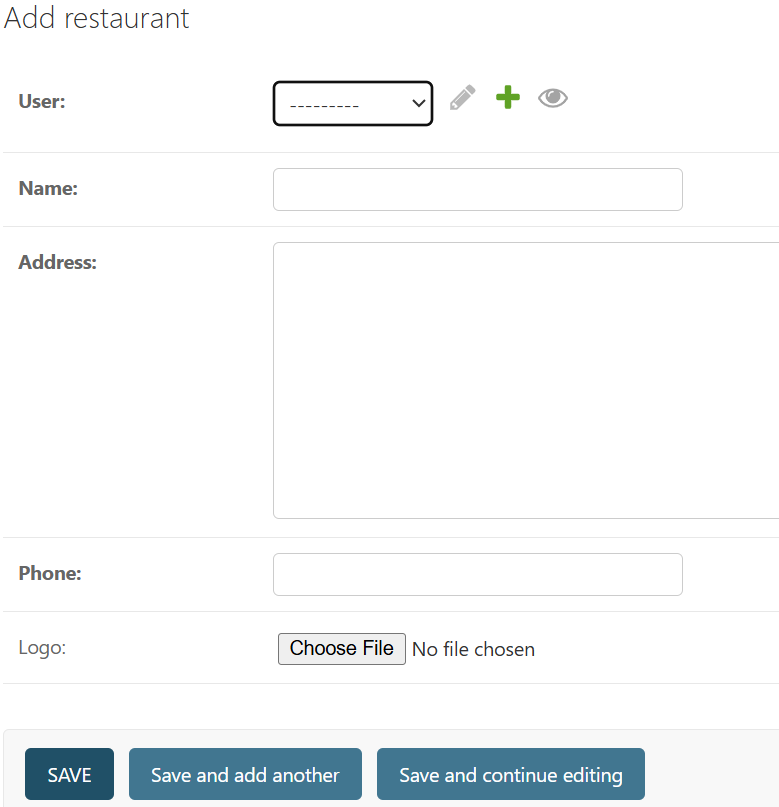 Add restaurant
User: ---------
Name:
Address:
Phone:
Logo: Choose File No file chosen
SAVE Save and add another Save and continue editing